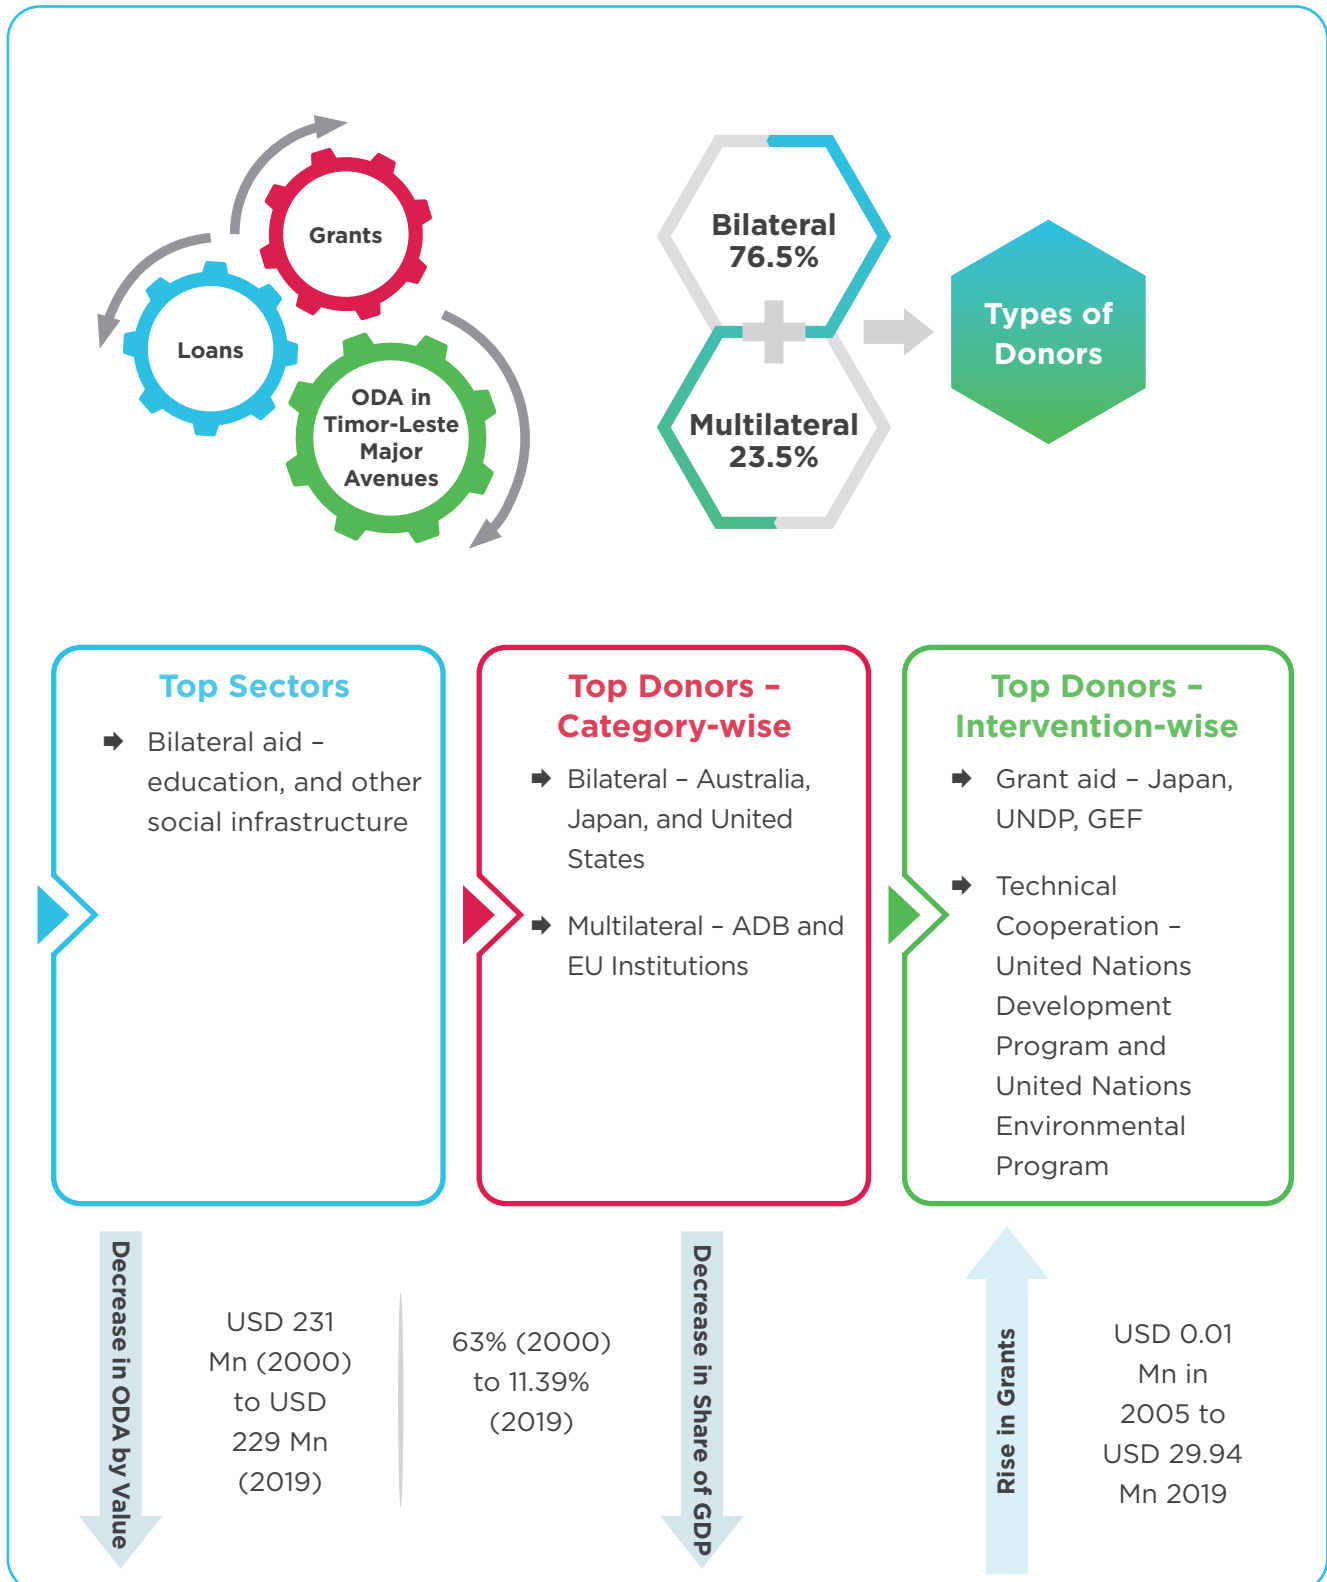 Grants
Loans
ODA in
Timor-Leste
Major
Avenues
Bilateral
76.5%
Multilateral
23.5%
Types of
Donors
Top Sectors
Bilateral aid –
education, and other
social infrastructure
Top Donors –
Category-wise
Bilateral – Australia,
Japan, and United
States
Multilateral – ADB and
EU Institutions
Top Donors –
Intervention-wise
Grant aid – Japan,
UNDP, GEF
Technical
Cooperation –
United Nations
Development
Program and
United Nations
Environmental
Program
Decrease in ODA by Value
USD 231
Mn (2000)
to USD
229 Mn
(2019)
63% (2000)
to 11.39%
(2019)
Decrease in Share of GDP
Rise in Grants
USD 0.01
Mn in
2005 to
USD 29.94
Mn 2019